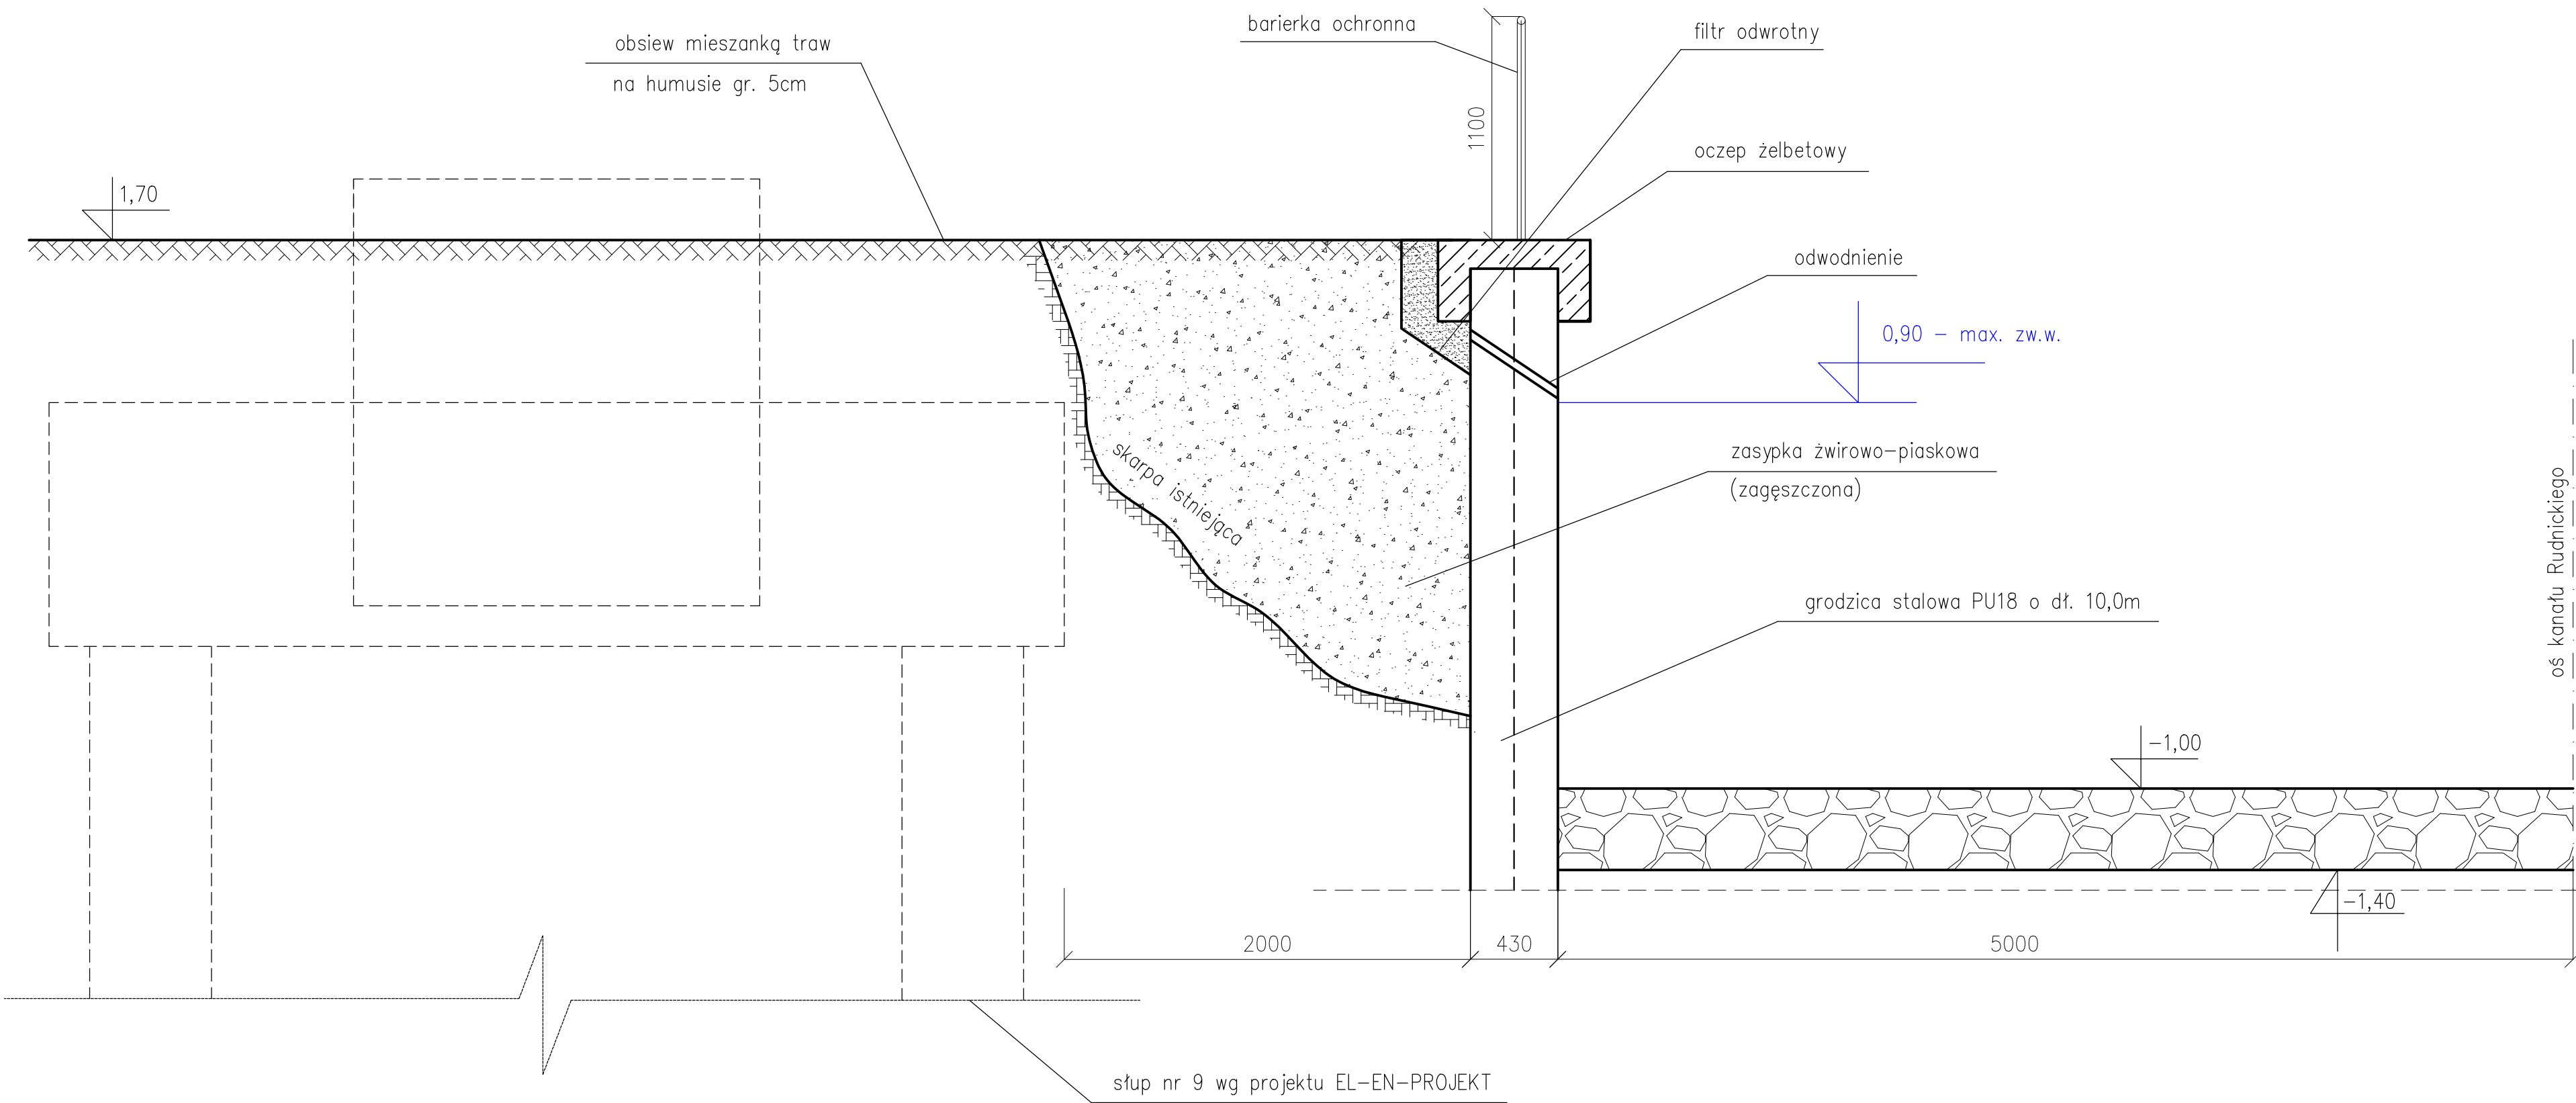 barierka ochronna
filtr odwrotny
obsiew mieszanką traw
na humusie gr. 5cm
1100
oczep żelbetowy
1,70
odwodnienie
0,90 – max. zw.w.
skarpa istniejąca
zasypka żwirowo-piaskowa
(zagęszczona)
oś kanału Rudnickiego
grodzica stalowa PU18 o dł. 10,0m
-1,00
-1,40
2000
430
5000
słup nr 9 wg projektu EL-EN-PROJEKT